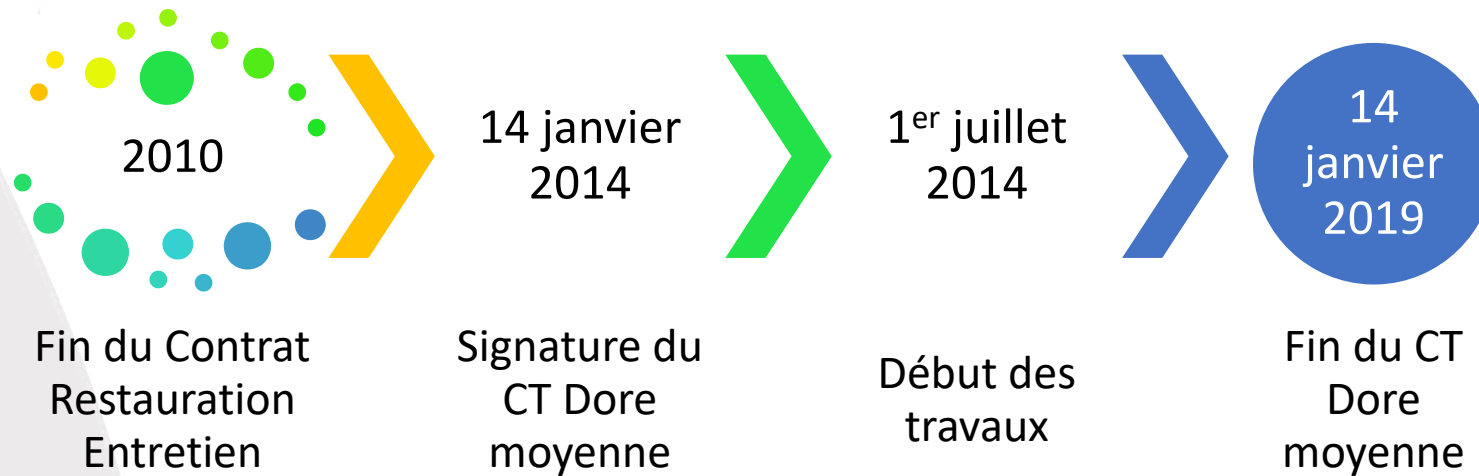 2010
14 janvier
2014
1er juillet
2014
14
janvier
2019
Fin du Contrat
Restauration
Entretien
Signature du
CT Dore
moyenne
Début des
travaux
Fin du CT
Dore
moyenne